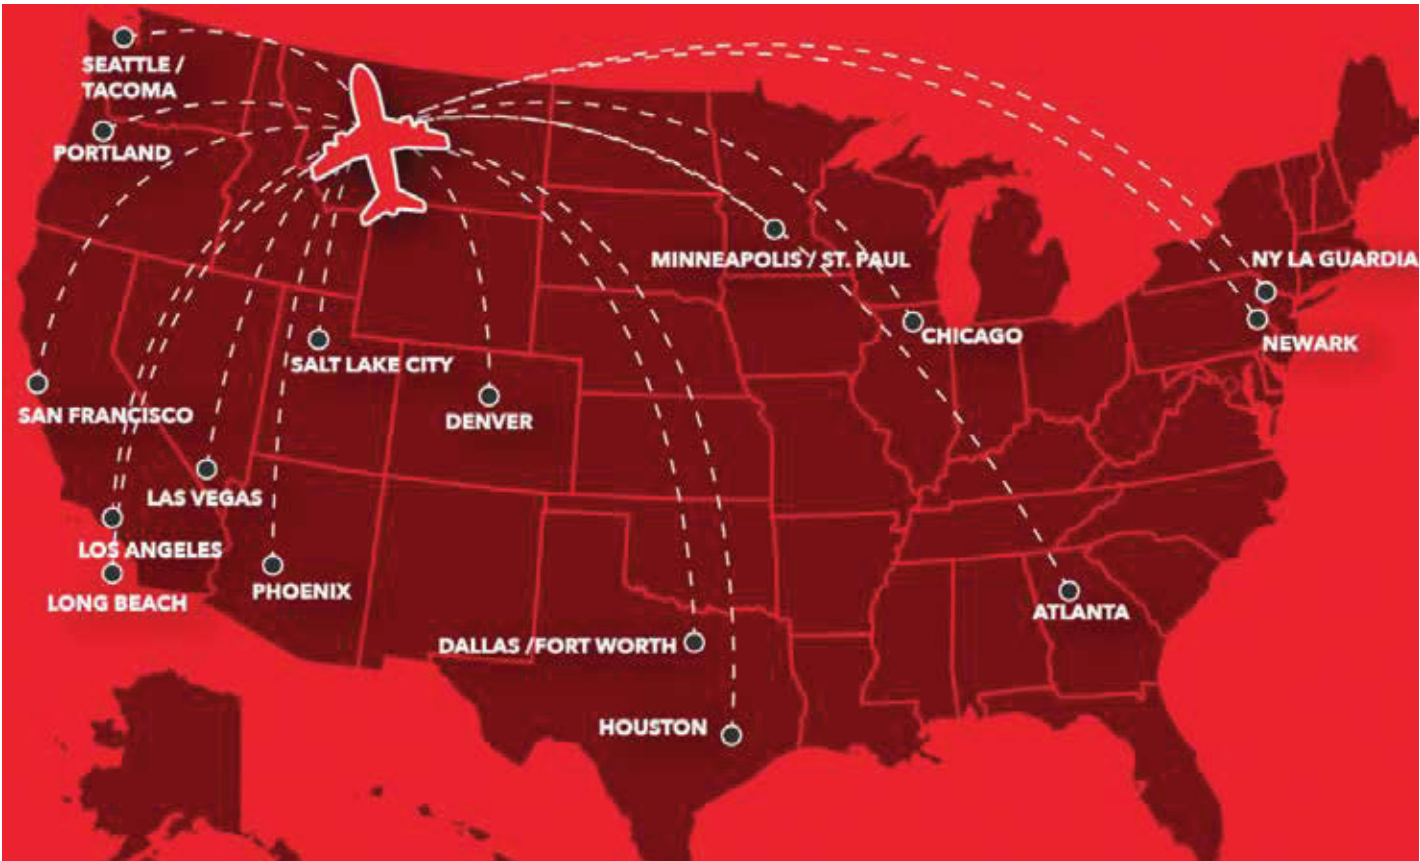 SEATTLE /
TACOMA
PORTLAND
MINNEAPOLIS / ST. PAUL
NY LA GUARDIA
CHICAGO
NEWARK
SALT LAKE CITY
SAN FRANCISCO
DENVER
LAS VEGAS
LOS ANGELES
PHOENIX
LONG BEACH
ATLANTA
DALLAS /FORT WORTH
HOUSTON